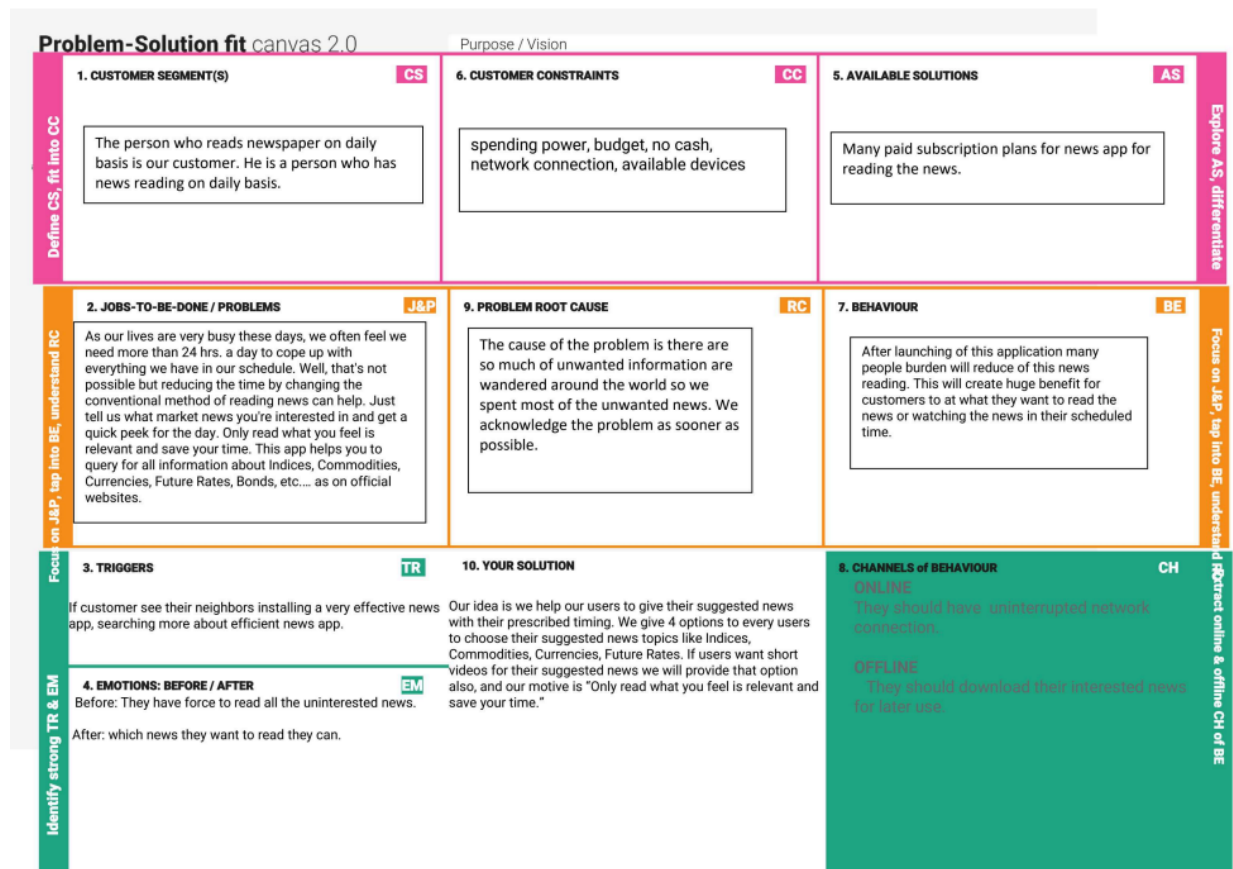 Problem-Solution fit canvas 2.0
Purpose / Vision
Define CS, fit into CC
1. CUSTOMER SEGMENT(S)
CS
The person who reads newspaper on daily
basis is our customer. He is a person who has
news reading on daily basis.
6. CUSTOMER CONSTRAINTS
CC
spending power, budget, no cash,
network connection, available devices
5. AVAILABLE SOLUTIONS
AS
Many paid subscription plans for news app for
reading the news.
Explore AS, differentiate
Focus on J&P, tap into BE, understand RC
2. JOBS-TO-BE-DONE / PROBLEMS
J&P
As our lives are very busy these days, we often feel we
need more than 24 hrs. a day to cope up with
everything we have in our schedule. Well, that's not
possible but reducing the time by changing the
conventional method of reading news can help. Just
tell us what market news you're interested in and get a
quick peek for the day. Only read what you feel is
relevant and save your time. This app helps you to
query for all information about Indices, Commodities,
Currencies, Future Rates, Bonds, etc.… as on official
websites.
9. PROBLEM ROOT CAUSE
RC
The cause of the problem is there are
so much of unwanted information are
wandered around the world so we
spent most of the unwanted news. We
acknowledge the problem as sooner as
possible.
7. BEHAVIOUR
BE
After launching of this application many
people burden will reduce of this news
reading. This will create huge benefit for
customers to at what they want to read the
news or watching the news in their scheduled
time.
Focus on J&P, tap into BE, understand RC
Identify strong TR & EM
3. TRIGGERS
TR
If customer see their neighbors installing a very effective news
app, searching more about efficient news app.
4. EMOTIONS: BEFORE / AFTER
EM
Before: They have force to read all the uninterested news.
After: which news they want to read they can.
10. YOUR SOLUTION
Our idea is we help our users to give their suggested news
with their prescribed timing. We give 4 options to every users
to choose their suggested news topics like Indices,
Commodities, Currencies, Future Rates. If users want short
videos for their suggested news we will provide that option
also, and our motive is “Only read what you feel is relevant and
save your time.”
8. CHANNELS of BEHAVIOUR
CH
ONLINE
They should have uninterrupted network
connection.
OFFLINE
They should download their interested news
for later use.
Extract online & offline CH of BE